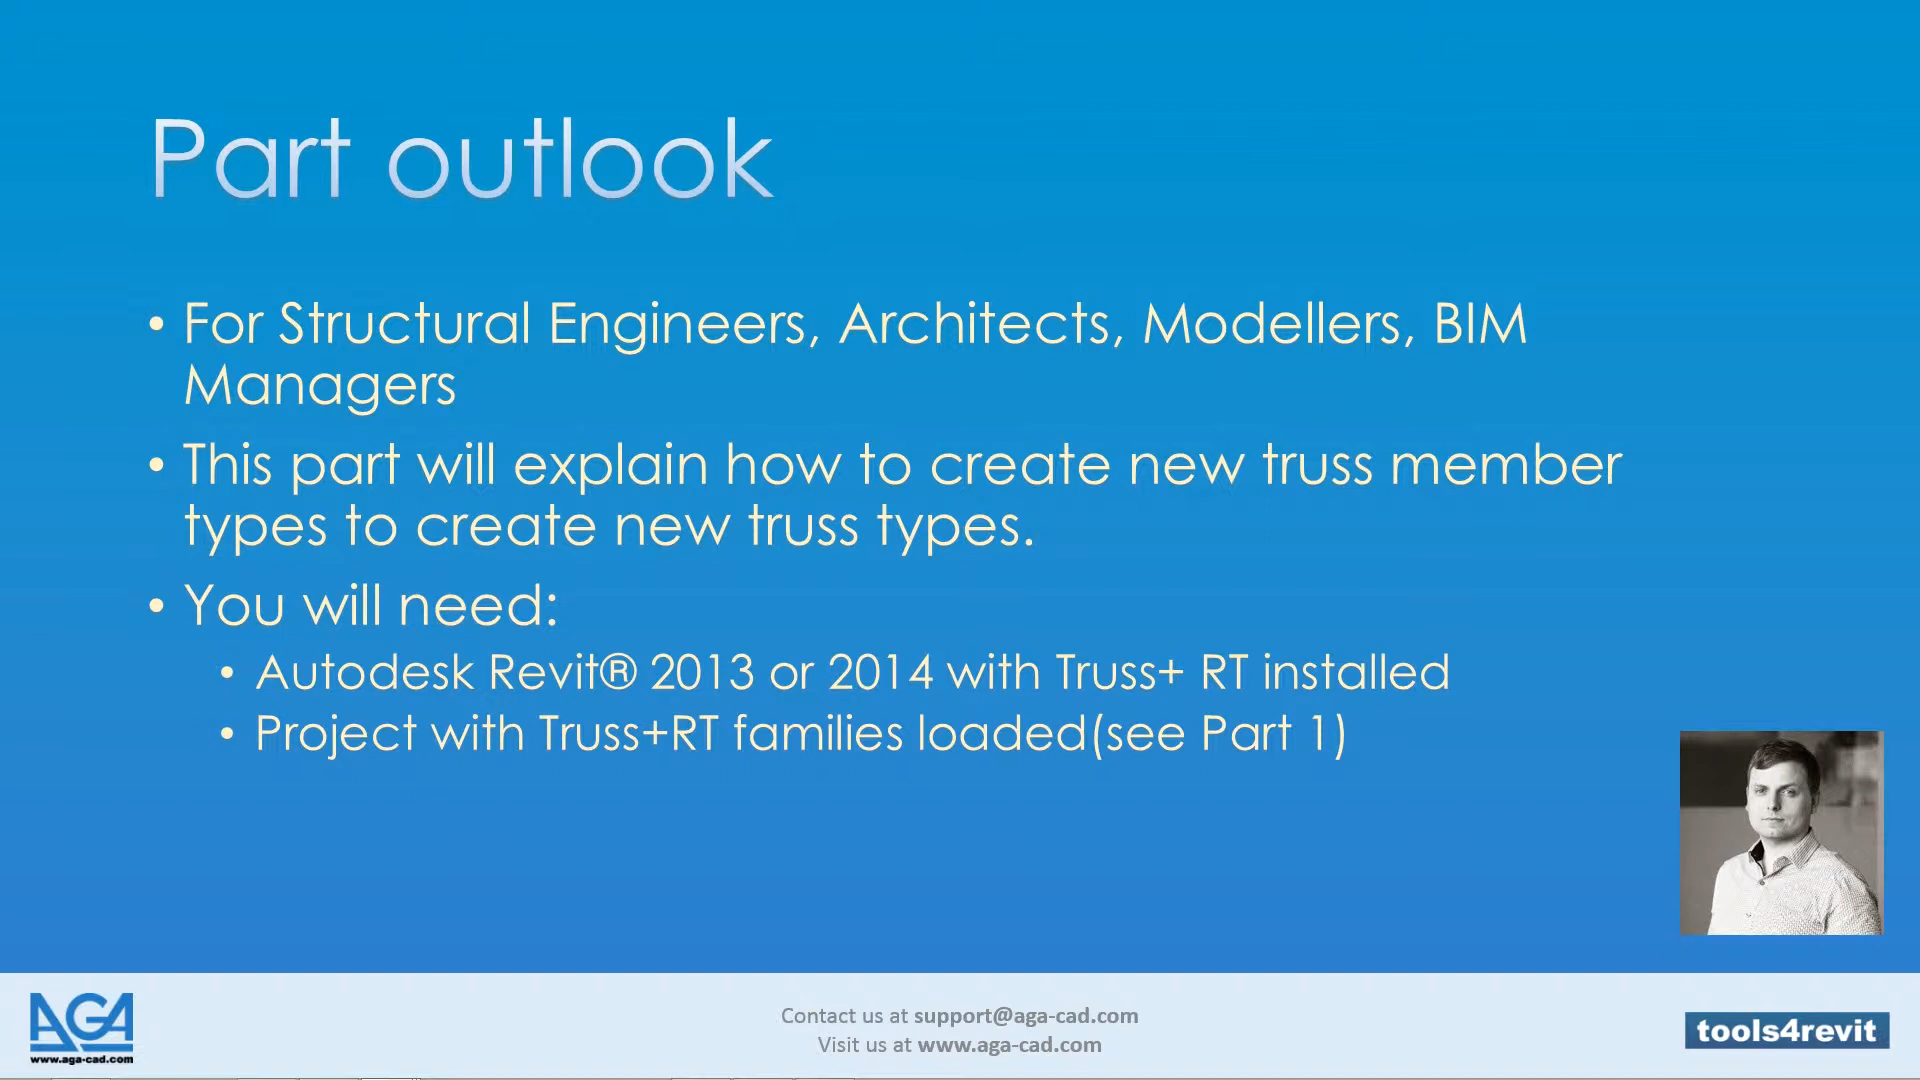 Part outlook
• For Structural Engineers, Architects, Modellers, BIM
Managers
• This part will explain how to create new truss member
types to create new truss types.
• You will need:
• Autodesk Revit® 2013 or 2014 with Truss+ RT installed
• Project with Truss+RT families loaded(see Part 1)
AGA
www.aga-cad.com
Contact us at support@aga-cad.com
Visit us at www.aga-cad.com
tools4revit